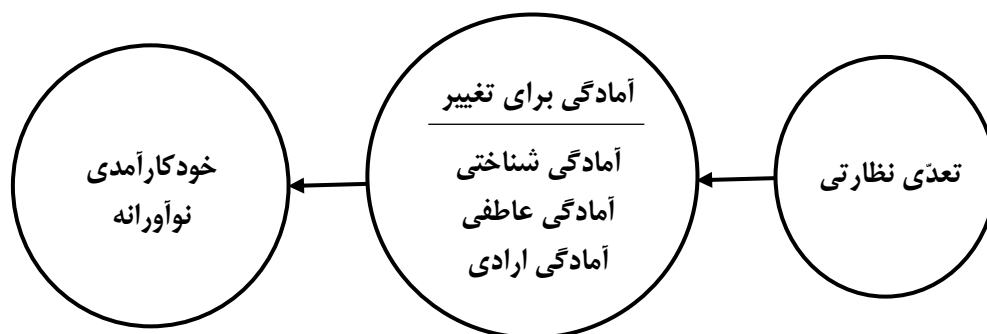 تعدّی نظارتی
آمادگی برای تغییر
آمادگی شناختی
آمادگی عاطفی
آمادگی ارادی
خودکارآمدی
نوآورانه